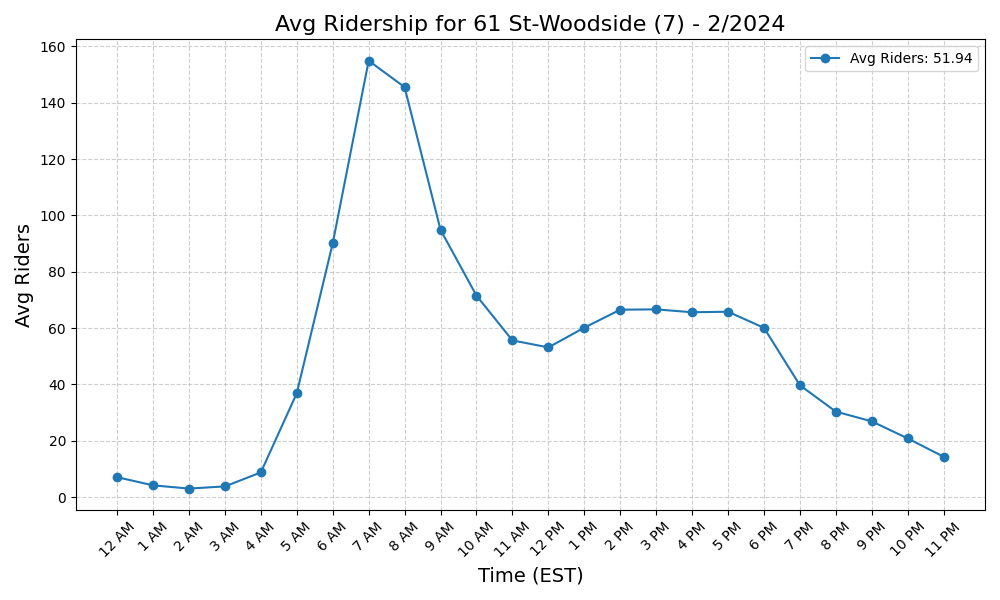 Avg Ridership for 61 St-Woodside (7) - 2/2024
Avg Riders: 51.94
Avg Riders
160
140
120
100
80
60
40
20
0
12 AM
1 AM
2 AM
3 AM
4 AM
5 AM
6 AM
7 AM
8 AM
9 AM
10 AM
11 AM
12 PM
1 PM
2 PM
3 PM
4 PM
5 PM
6 PM
7 PM
8 PM
9 PM
10 PM
11 PM
Time (EST)